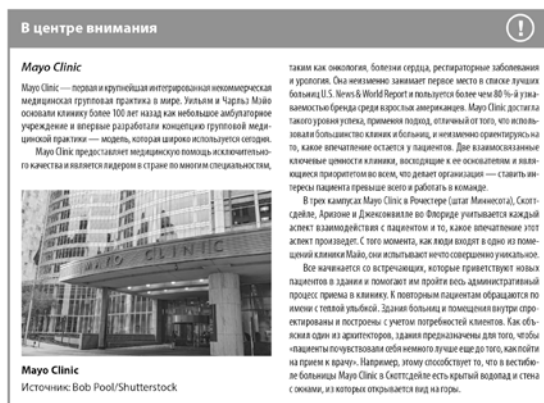 В центре внимания
!
Mayo Clinic
Mayo Clinic — первая и крупнейшая интегрированная некоммерческая
медицинская групповая практика в мире. Уильям и Чарльз Мэйо
основали клинику более 100 лет назад как небольшое амбулаторное
учреждение и впервые разработали концепцию групповой меди-
цинской практики — модель, которая широко используется сегодня.
Mayo Clinic предоставляет медицинскую помощь исключительно-
го качества и является лидером в стране по многим специальностям,
MAYO CLINIC
Mayo Clinic
Источник: Bob Pool/Shutterstock
таким как онкология, болезни сердца, респираторные заболевания
и урология. Она неизменно занимает первое место в списке лучших
больниц U.S. News & World Report и пользуется более чем 80 %-й узна-
ваемостью бренда среди взрослых американцев. Mayo Clinic достигла
такого уровня успеха, применяя подход, отличный от того, что исполь-
зовали большинство клиник и больниц, и неизменно ориентируясь на
то, какое впечатление остается у пациентов. Две взаимосвязанные
ключевые ценности клиники, восходящие к ее основателям и явля-
ющиеся приоритетом во всем, что делает организация — ставить ин-
тересы пациента превыше всего и работать в команде.
В трех кампусах Mayo Clinic в Рочестере (штат Миннесота), Скотт-
сдейле, Аризоне и Джексонвилле во Флориде учитывается каждый
аспект взаимодействия с пациентом и то, какое впечатление этот
аспект произведет. С того момента, как люди входят в одно из поме-
щений клиники Майо, они испытывают нечто совершенно уникальное.
Все начинается со встречающих, которые приветствуют новых
пациентов в здании и помогают им пройти весь административный
процесс приема в клинику. К повторным пациентам обращаются по
имени с теплой улыбкой. Здания больниц и помещения внутри спро-
ектированы и построены с учетом потребностей клиентов. Как объ-
яснил один из архитекторов, здания предназначены для того, чтобы
«пациенты почувствовали себя немного лучше еще до того, как пойти
на прием к врачу». Например, этому способствует то, что в вестибю-
ле больницы Mayo Clinic в Скоттсдейле есть крытый водопад и стена
с окнами, из которых открывается вид на горы.